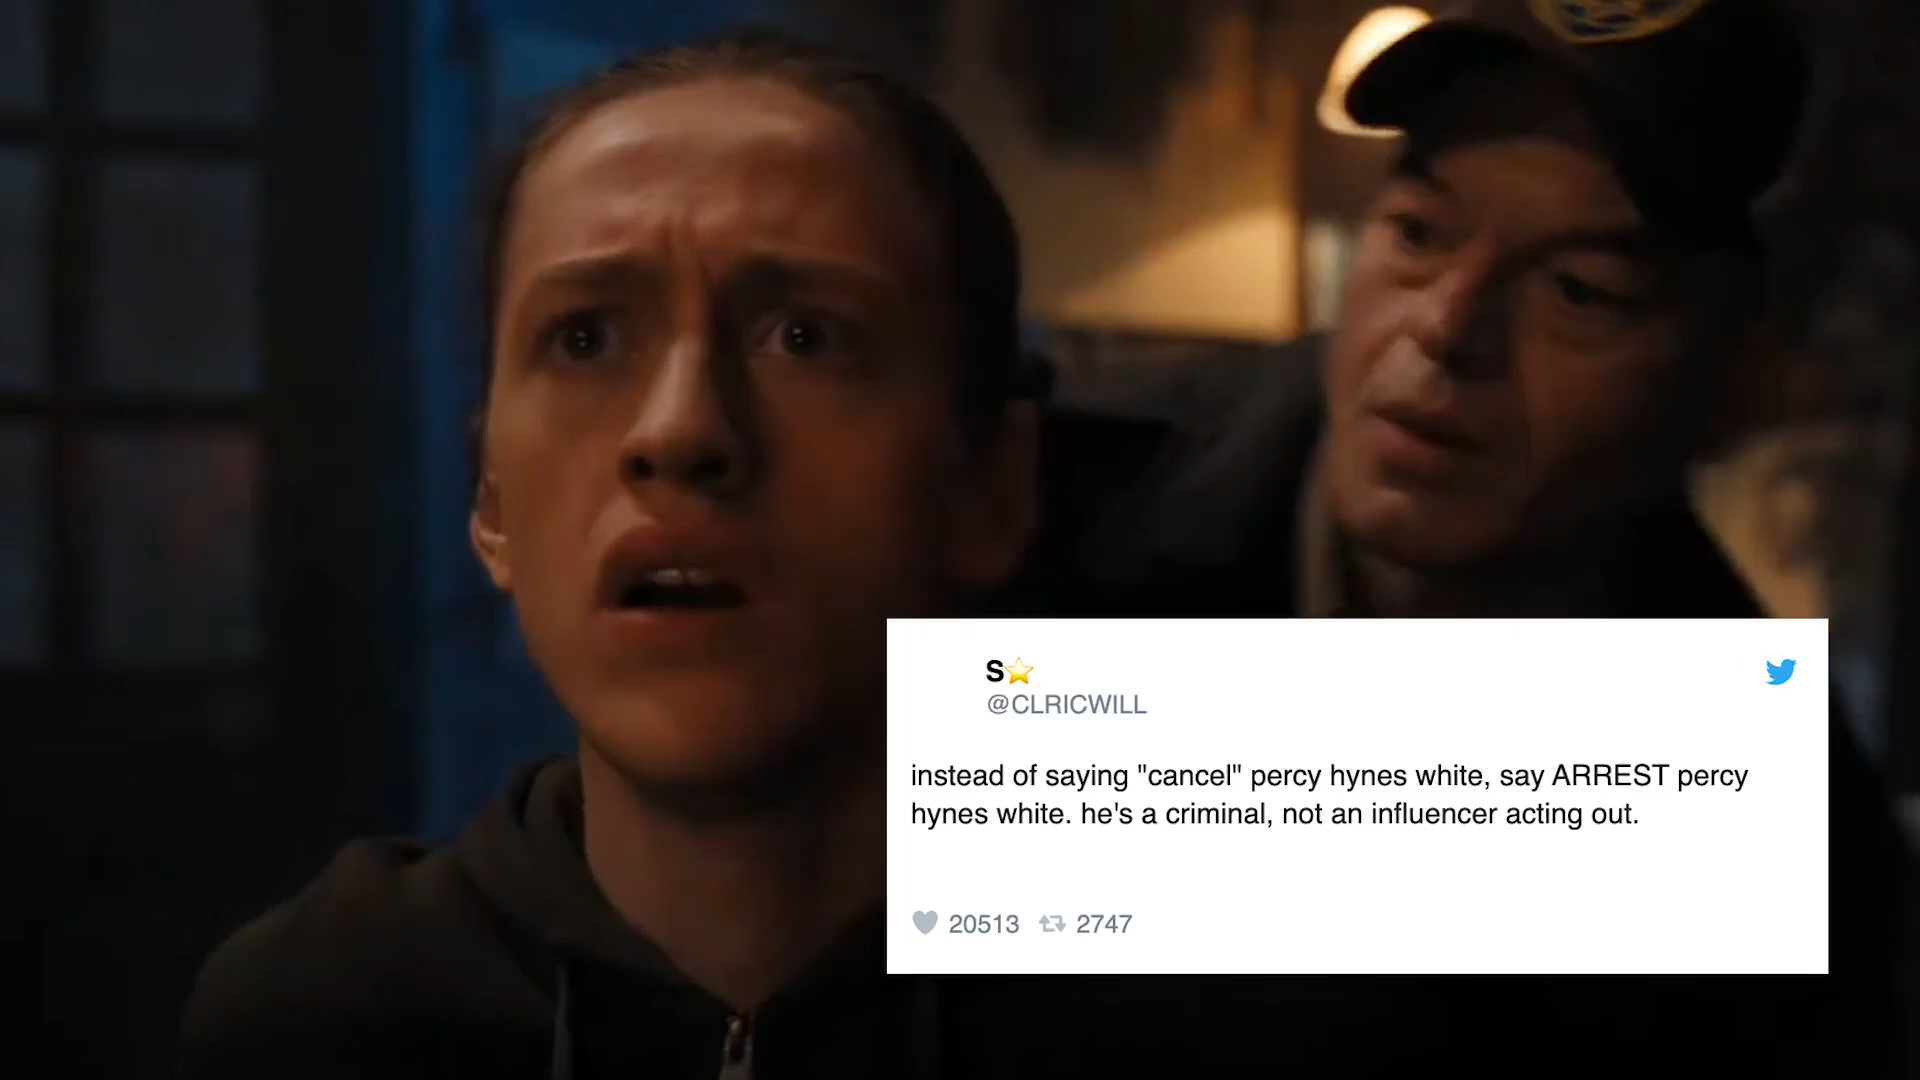 S⭐
@CLRICWILL
instead of saying "cancel" percy hynes white, say ARREST percy
hynes white. he's a criminal, not an influencer acting out.
20513 2747